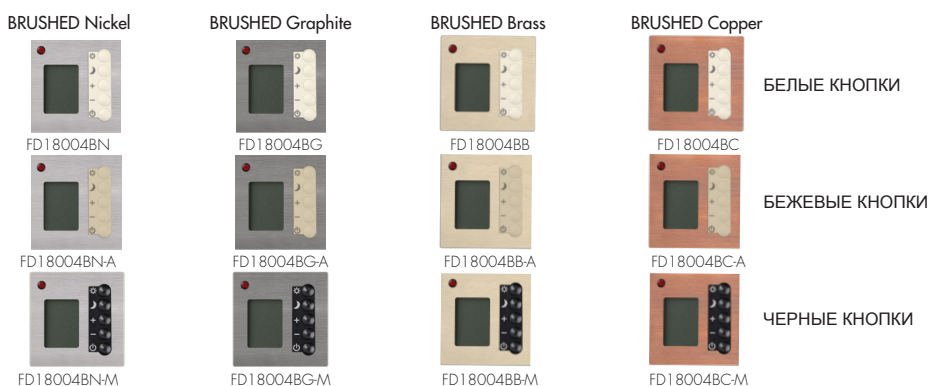 BRUSHED Nickel BRUSHED Graphite BRUSHED Brass BRUSHED Copper
БЕЛЫЕ КНОПКИ
FD18004BN FD18004BG FD18004BB FD18004BC
БЕЖЕВЫЕ КНОПКИ
FD18004BN-A FD18004BG-A FD18004BB-A FD18004BC-A
ЧЕРНЫЕ КНОПКИ
FD18004BN-M FD18004BG-M FD18004BB-M FD18004BC-M